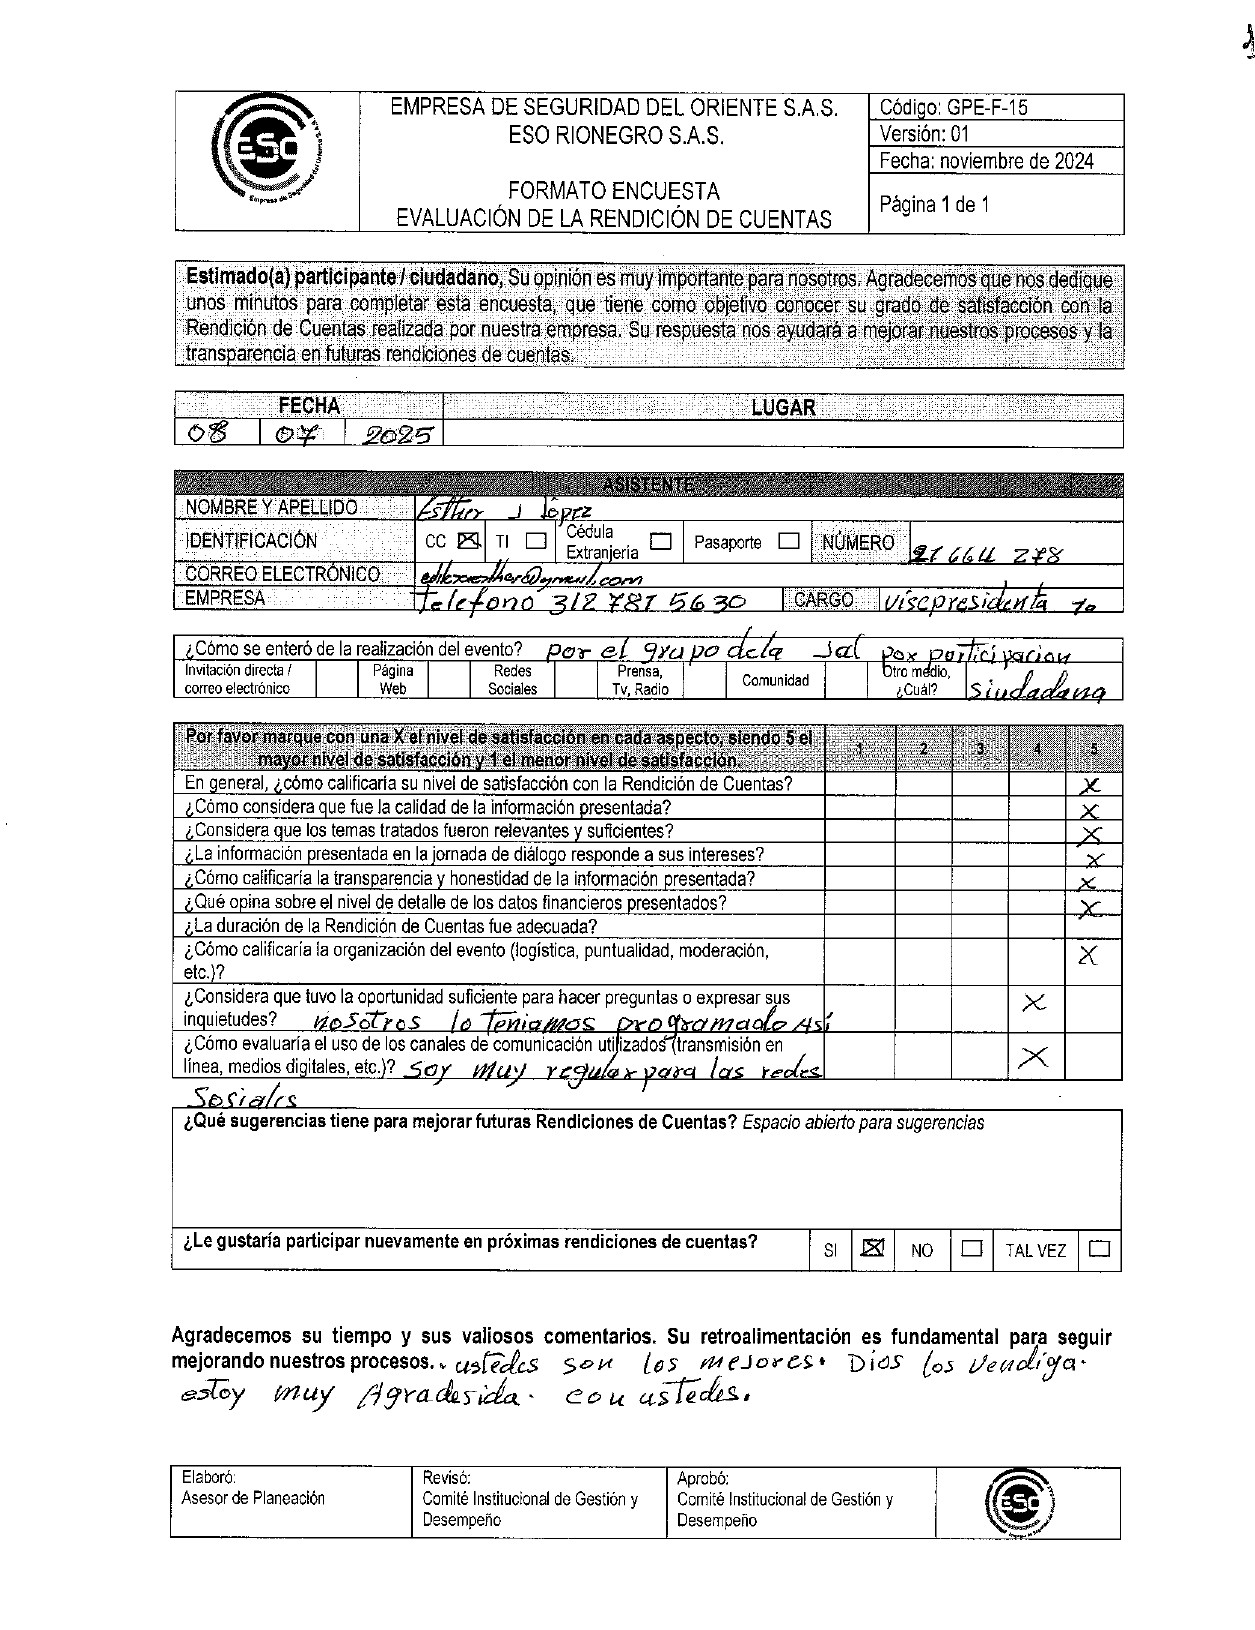 EMPRESA DE SEGURIDAD DEL ORIENTE S.A.S.
ESO RIONEGRO S.A.S.
FORMATO ENCUESTA
EVALUACIÓN DE LA RENDICIÓN DE CUENTAS
Código: GPE-F-15
Versión: 01
Fecha: noviembre de 2024
Página 1 de 1
ESO
Estimado(a) participante / ciudadano, Su opinión es muy importante para nosotros. Agradecemos que nos dedique
unos minutos para completar esta encuesta, que tiene como objetivo conocer su grado de satisfacción con la
Rendición de Cuentas realizada por nuestra empresa. Su respuesta nos ayudará a mejorar nuestros procesos y la
transparencia en futuras rendiciones de cuentas.
FECHA LUGAR
08 07 2025
ASISTENTE
NOMBRE Y APELLIDO Esther J lópez
IDENTIFICACIÓN CC X TI Cédula Extranjería Pasaporte NÚMERO 278
CORREO ELECTRÓNICO
EMPRESA Telefono 312 781 5630 CARGO viscpresidenta
¿Cómo se enteró de la realización del evento? por el grupo dela Jal por participacion
Invitación directa / correo electrónico Página Web Redes Sociales Prensa, Tv, Radio Comunidad Otro medio, ¿Cuál? Siudadana
Por favor marque con una X el nivel de satisfacción en cada aspecto, siendo 5 el
mayor nivel de satisfacción y 1 el menor nivel de satisfacción. 1 2 3 4 5
En general, ¿cómo calificaría su nivel de satisfacción con la Rendición de Cuentas? X
¿Cómo considera que fue la calidad de la información presentada? X
¿Considera que los temas tratados fueron relevantes y suficientes? X
¿La información presentada en la jornada de diálogo responde a sus intereses? X
¿Cómo calificaría la transparencia y honestidad de la información presentada? X
¿Qué opina sobre el nivel de detalle de los datos financieros presentados? X
¿La duración de la Rendición de Cuentas fue adecuada?
¿Cómo calificaría la organización del evento (logística, puntualidad, moderación, X
etc.)?
¿Considera que tuvo la oportunidad suficiente para hacer preguntas o expresar sus X
inquietudes? nosotros lo teniamos programado Así
¿Cómo evaluaría el uso de los canales de comunicación utilizados (transmisión en X
línea, medios digitales, etc.)? soy muy regular para las redes
Sosiales
¿Qué sugerencias tiene para mejorar futuras Rendiciones de Cuentas? Espacio abierto para sugerencias
¿Le gustaría participar nuevamente en próximas rendiciones de cuentas? SI X NO TAL VEZ
Agradecemos su tiempo y sus valiosos comentarios. Su retroalimentación es fundamental para seguir
mejorando nuestros procesos. ustedes son los mejores. Dios los Vendiga.
estoy muy Agradesida. con ustedes.
Elaboró:
Asesor de Planeación
Revisó:
Comité Institucional de Gestión y
Desempeño
Aprobó:
Comité Institucional de Gestión y
Desempeño
ESO